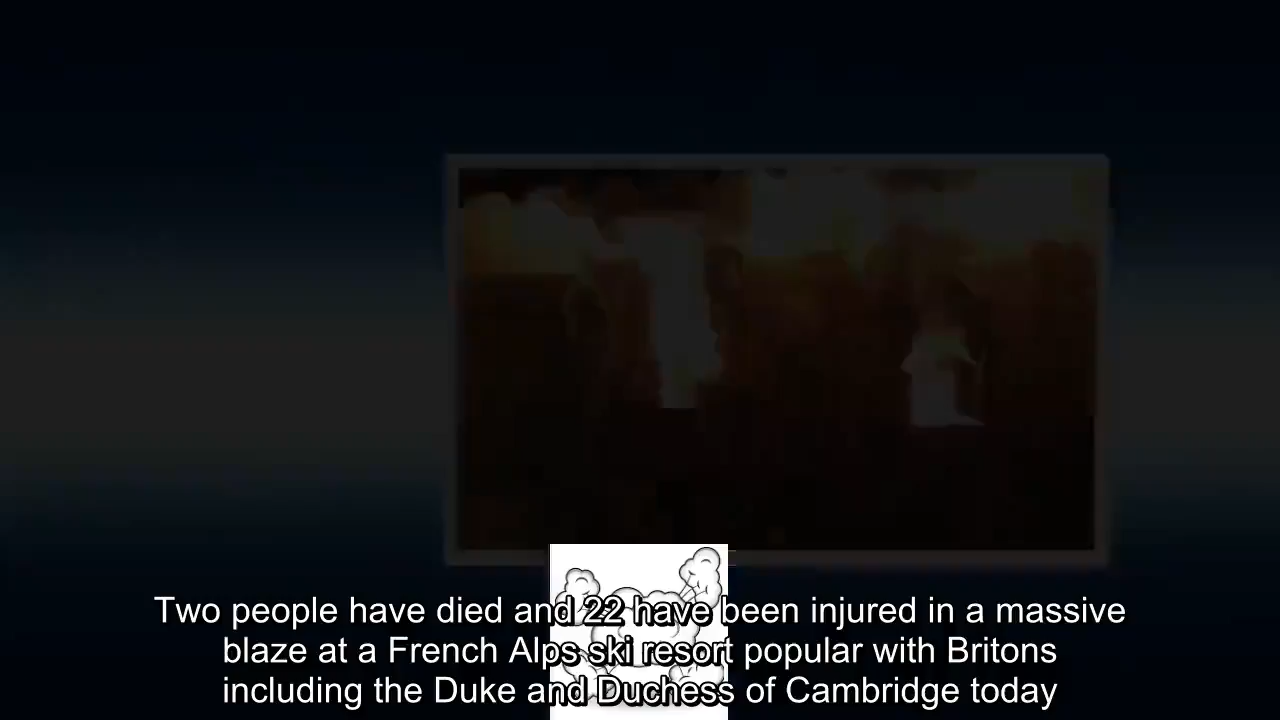 Two people have died and 22 have been injured in a massive
blaze at a French Alps ski resort popular with Britons
including the Duke and Duchess of Cambridge today